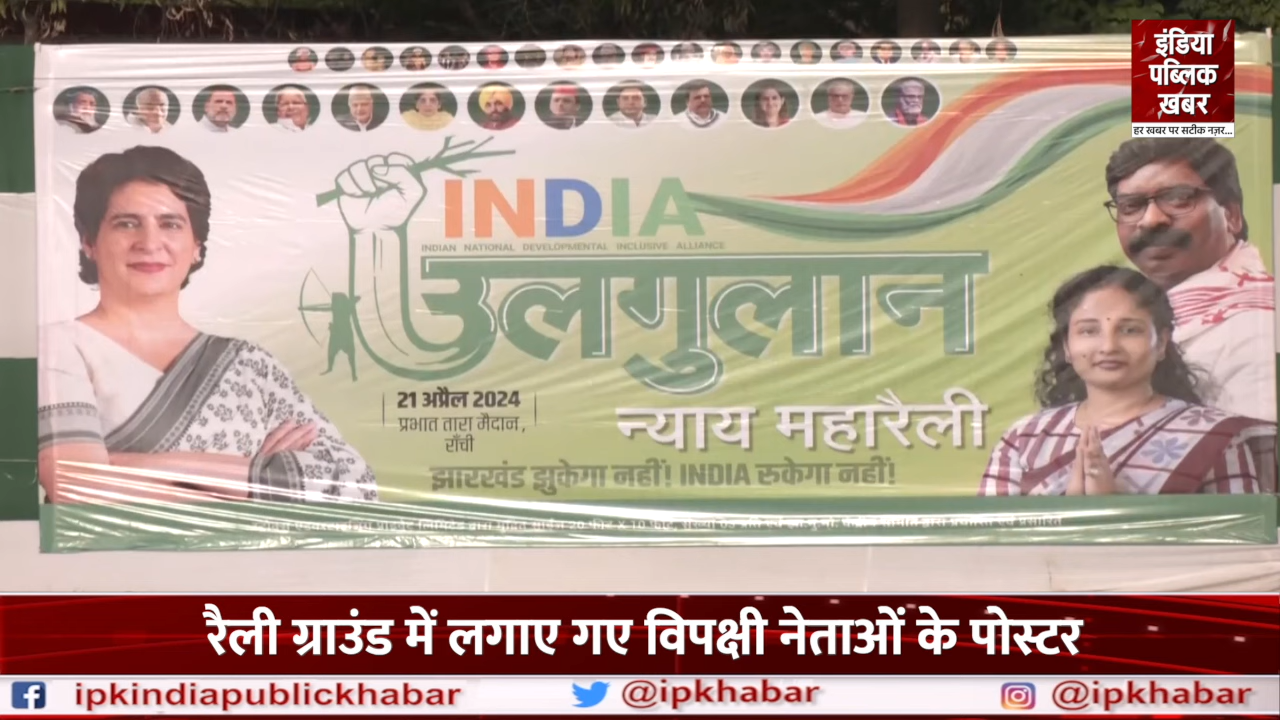 इंडिया
पब्लिक
खबर
हर खबर पर सटीक नज़र...
INDIA
INDIAN NATIONAL DEVELOPMENTAL INCLUSIVE ALLIANCE
उलगुलान
21 अप्रैल 2024
प्रभात तारा मैदान,
राँची
न्याय महारैली
झारखंड झुकेगा नहीं! INDIA रुकेगा नहीं!
रैली ग्राउंड में लगाए गए विपक्षी नेताओं के पोस्टर
ipkindiapublickhabar
@ipkhabar
@ipkhabar